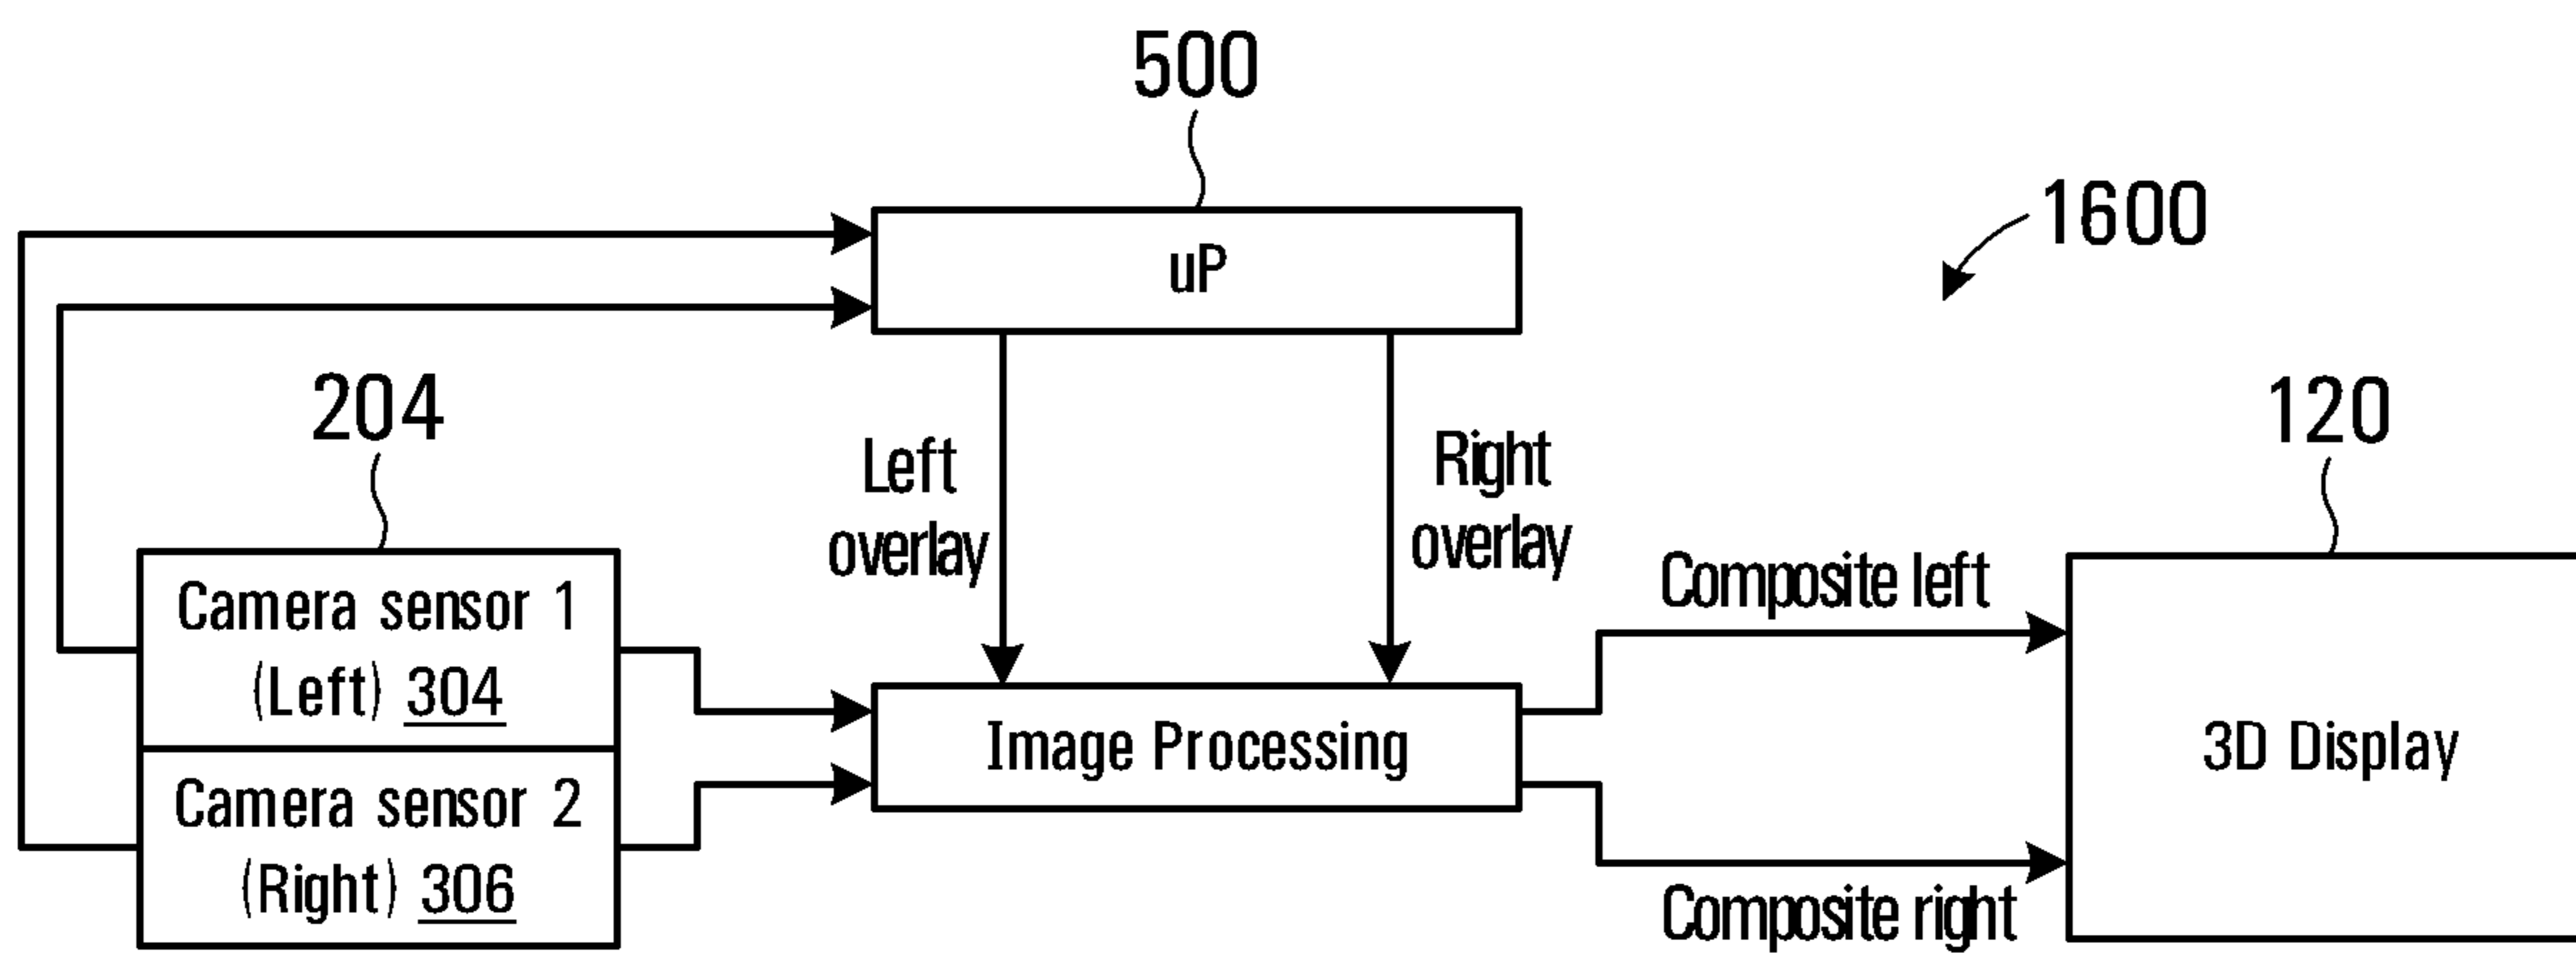 500
uP
1600
204
120
Left
overlay
Right
overlay
Camera sensor 1
(Left) 304
Camera sensor 2
(Right) 306
Image Processing
Composite left
Composite right
3D Display